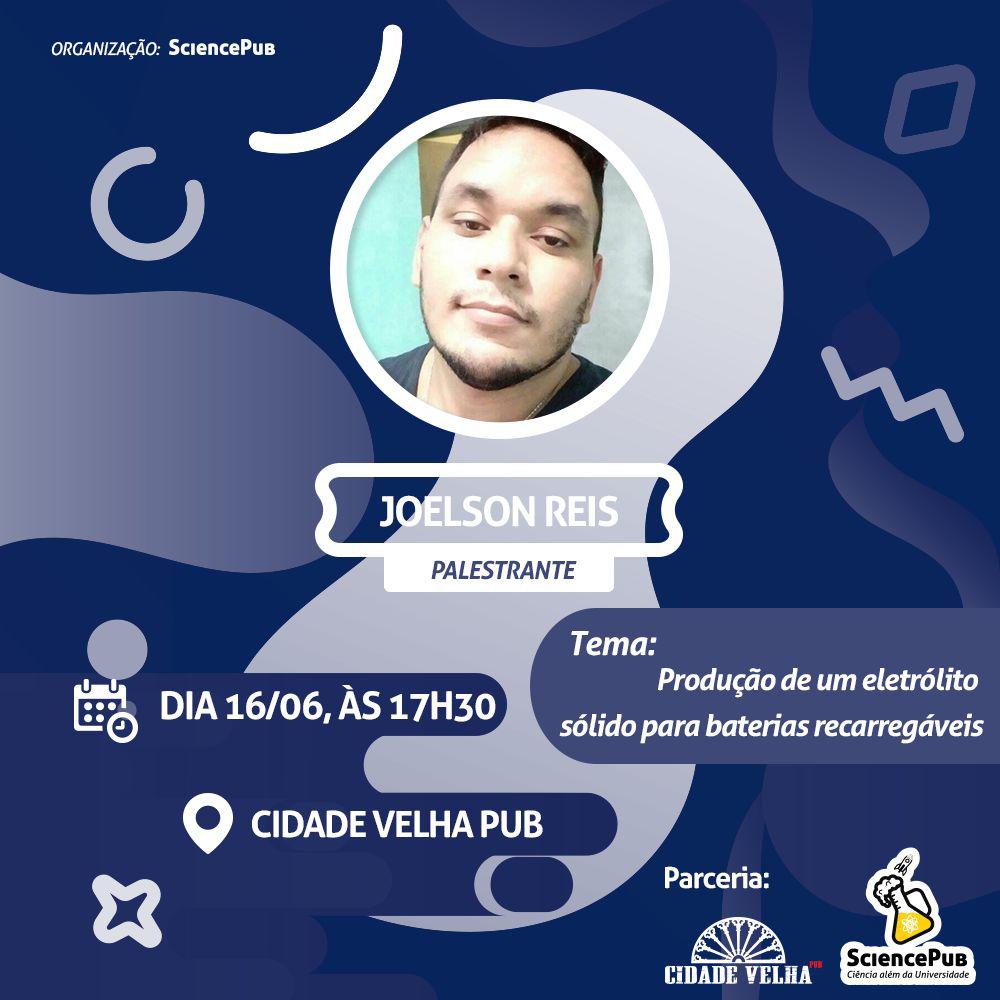 ORGANIZAÇÃO: SCIENCEPUB
JOELSON REIS
PALESTRANTE
Tema:
Produção de um eletrólito
sólido para baterias recarregáveis
DIA 16/06, ÀS 17H30
CIDADE VELHA PUB
Parceria:
CIDADE VELHA PUB
SCIENCEPUB
Ciência além da Universidade